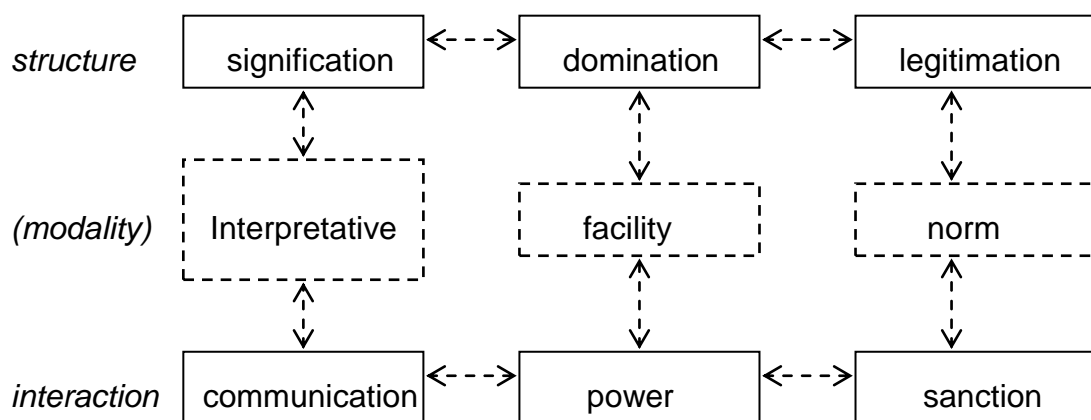 structure signification domination legitimation
(modality) Interpretative facility norm
interaction communication power sanction